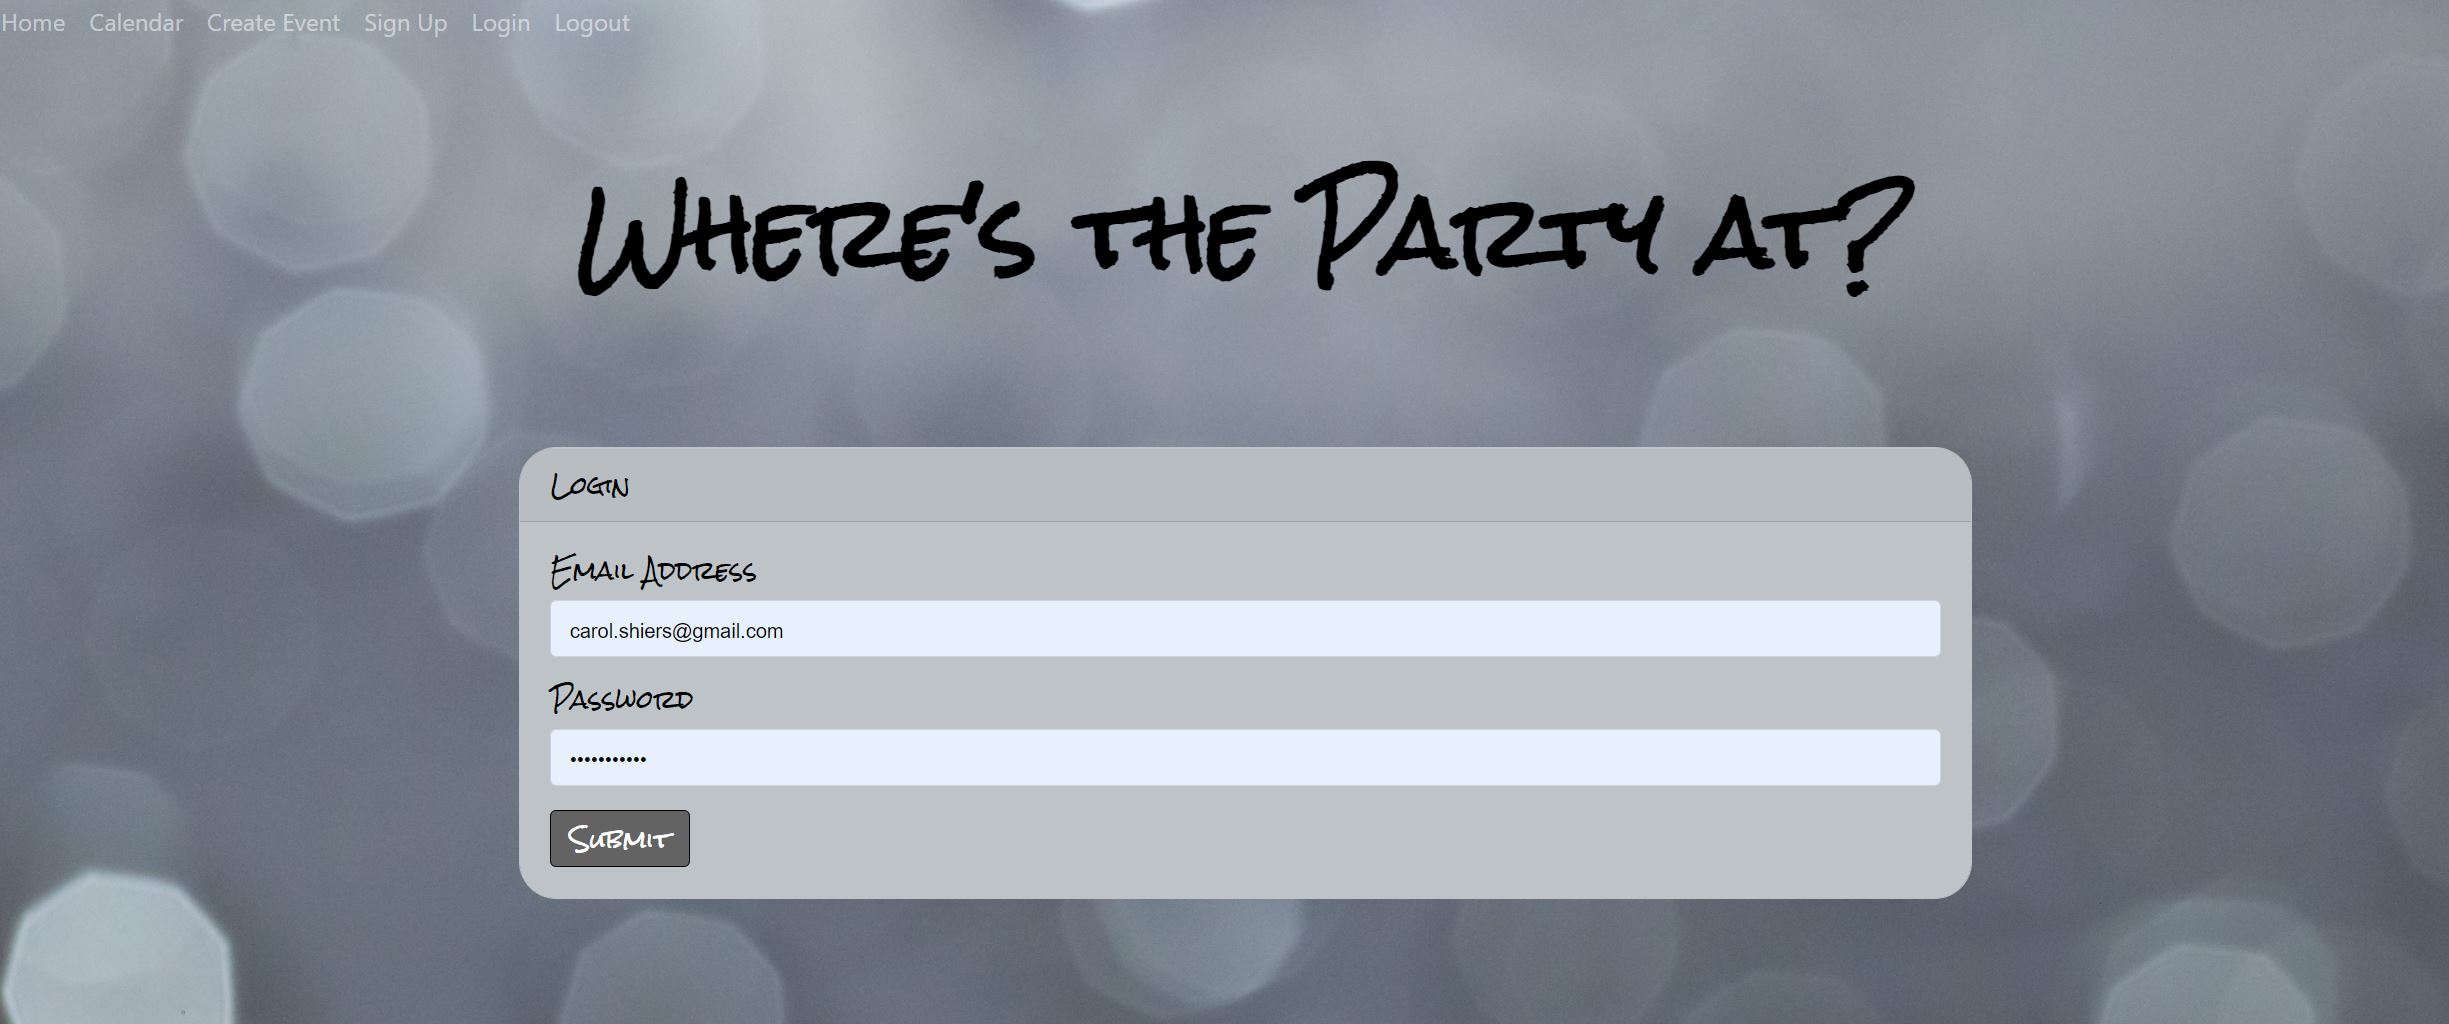 Home Calendar Create Event Sign Up Login Logout
Where's the Party at?
Login
Email Address
carol.shiers@gmail.com
Password
•••••••••••
Submit